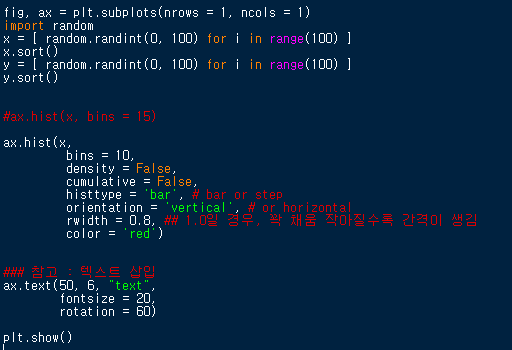 fig, ax = plt.subplots(nrows = 1, ncols = 1)
import random
x = [ random.randint(0, 100) for i in range(100) ]
x.sort()
y = [ random.randint(0, 100) for i in range(100) ]
y.sort()
#ax.hist(x, bins = 15)
ax.hist(x,
bins = 10,
density = False,
cumulative = False,
histtype = 'bar', # bar or step
orientation = 'vertical', # or horizontal
rwidth = 0.8, ## 1.0일 경우, 꽉 채움 작아질수록 간격이 생김
color = 'red')
### 참고 : 텍스트 삽입
ax.text(50, 6, "text",
fontsize = 20,
rotation = 60)
plt.show()